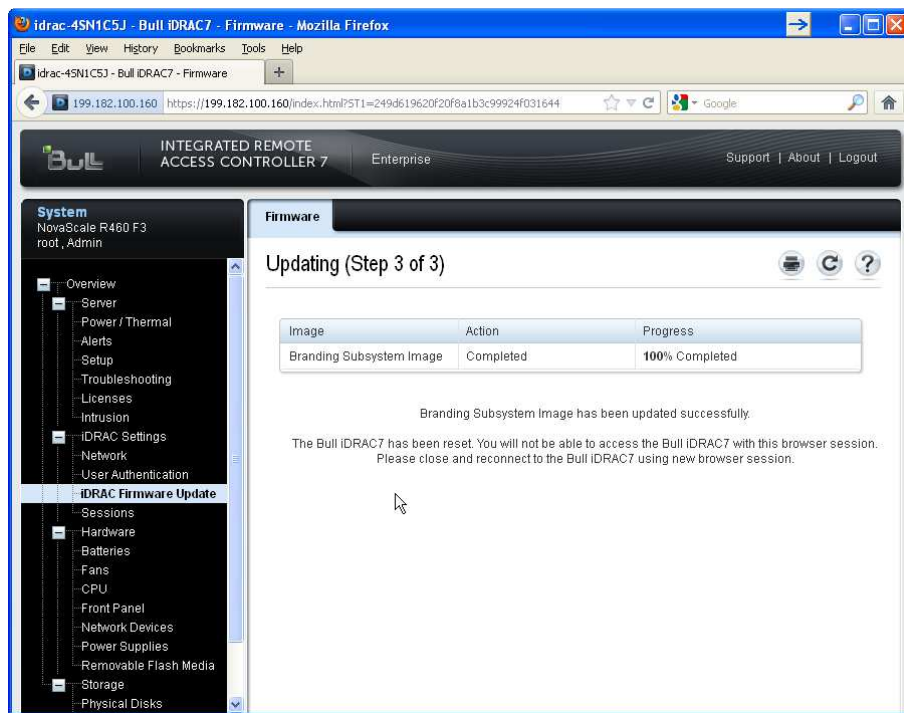 idrac-4SN1C5J - Bull iDRAC7 - Firmware - Mozilla Firefox
File Edit View History Bookmarks Tools Help
idrac-4SN1C5J - Bull iDRAC7 - Firmware
199.182.100.160 https://199.182.100.160/index.html?ST1=249d619620f20f8a1b3c99924f031644 Google
Bull
INTEGRATED REMOTE
ACCESS CONTROLLER 7
Enterprise
Support | About | Logout
System
NovaScale R460 F3
root , Admin
Overview
Server
Power / Thermal
Alerts
Setup
Troubleshooting
Licenses
Intrusion
iDRAC Settings
Network
User Authentication
iDRAC Firmware Update
Sessions
Hardware
Batteries
Fans
CPU
Front Panel
Network Devices
Power Supplies
Removable Flash Media
Storage
Physical Disks
Firmware
Updating (Step 3 of 3)
Image Action Progress
Branding Subsystem Image Completed 100% Completed
Branding Subsystem Image has been updated successfully.
The Bull iDRAC7 has been reset. You will not be able to access the Bull iDRAC7 with this browser session.
Please close and reconnect to the Bull iDRAC7 using new browser session.